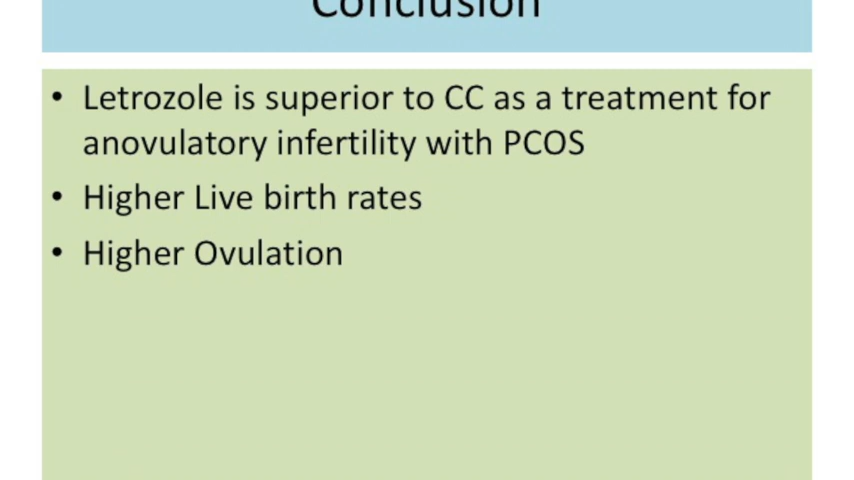 Conclusion
• Letrozole is superior to CC as a treatment for
anovulatory infertility with PCOS
• Higher Live birth rates
• Higher Ovulation